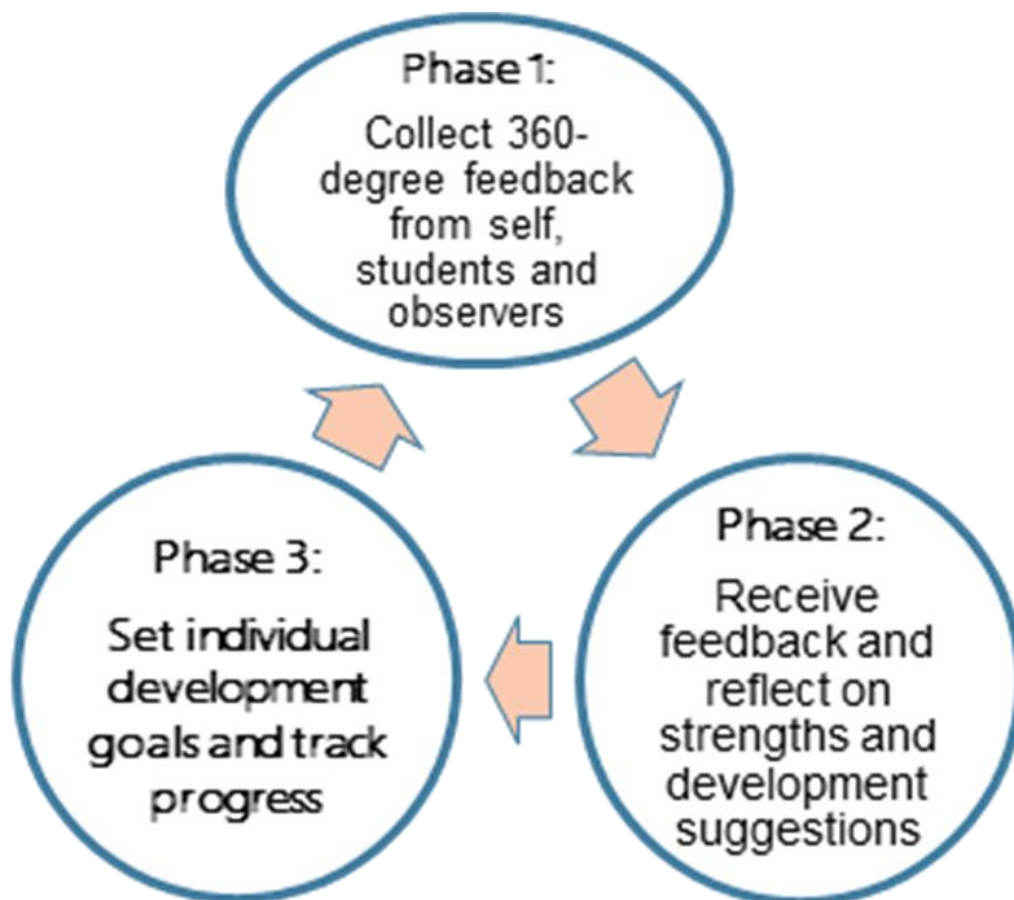 Phase 1:
Collect 360-
degree feedback
from self,
students and
observers
Phase 2:
Receive
feedback and
reflect on
strengths and
development
suggestions
Phase 3:
Set individual
development
goals and track
progress